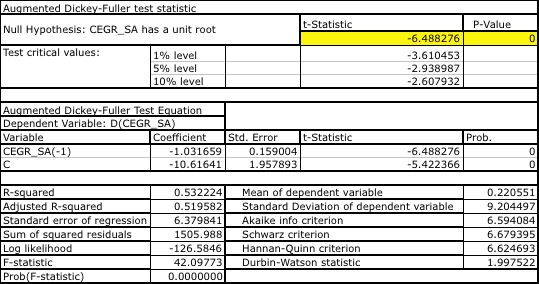 Augmented Dickey-Fuller test statistic
t-Statistic P-Value
Null Hypothesis: CEGR_SA has a unit root
-6.488276 0
Test critical values: 1% level -3.610453
5% level -2.938987
10% level -2.607932
Augmented Dickey-Fuller Test Equation
Dependent Variable: D(CEGR_SA)
Variable Coefficient Std. Error t-Statistic Prob.
CEGR_SA(-1) -1.031659 0.159004 -6.488276 0
C -10.61641 1.957893 -5.422366 0
R-squared 0.532224 Mean of dependent variable 0.220551
Adjusted R-squared 0.519582 Standard Deviation of dependent variable 9.204497
Standard error of regression 6.379841 Akaike info criterion 6.594084
Sum of squared residuals 1505.988 Schwarz criterion 6.679395
Log likelihood -126.5846 Hannan-Quinn criterion 6.624693
F-statistic 42.09773 Durbin-Watson statistic 1.997522
Prob(F-statistic) 0.0000000